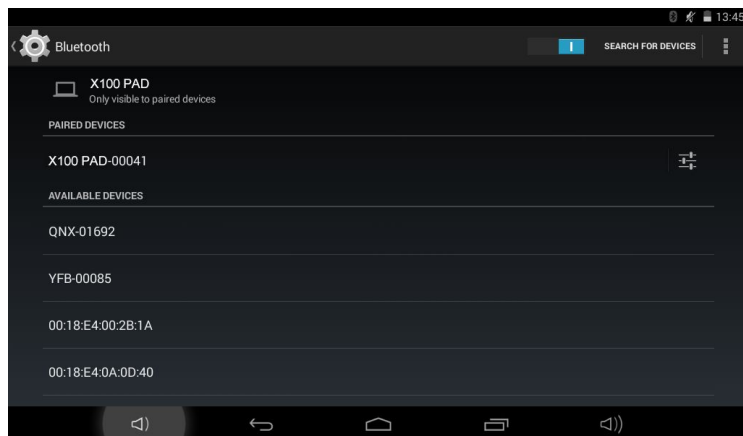 13:45
Bluetooth
SEARCH FOR DEVICES
X100 PAD
Only visible to paired devices
PAIRED DEVICES
X100 PAD-00041
AVAILABLE DEVICES
QNX-01692
YFB-00085
00:18:E4:00:2B:1A
00:18:E4:0A:0D:40